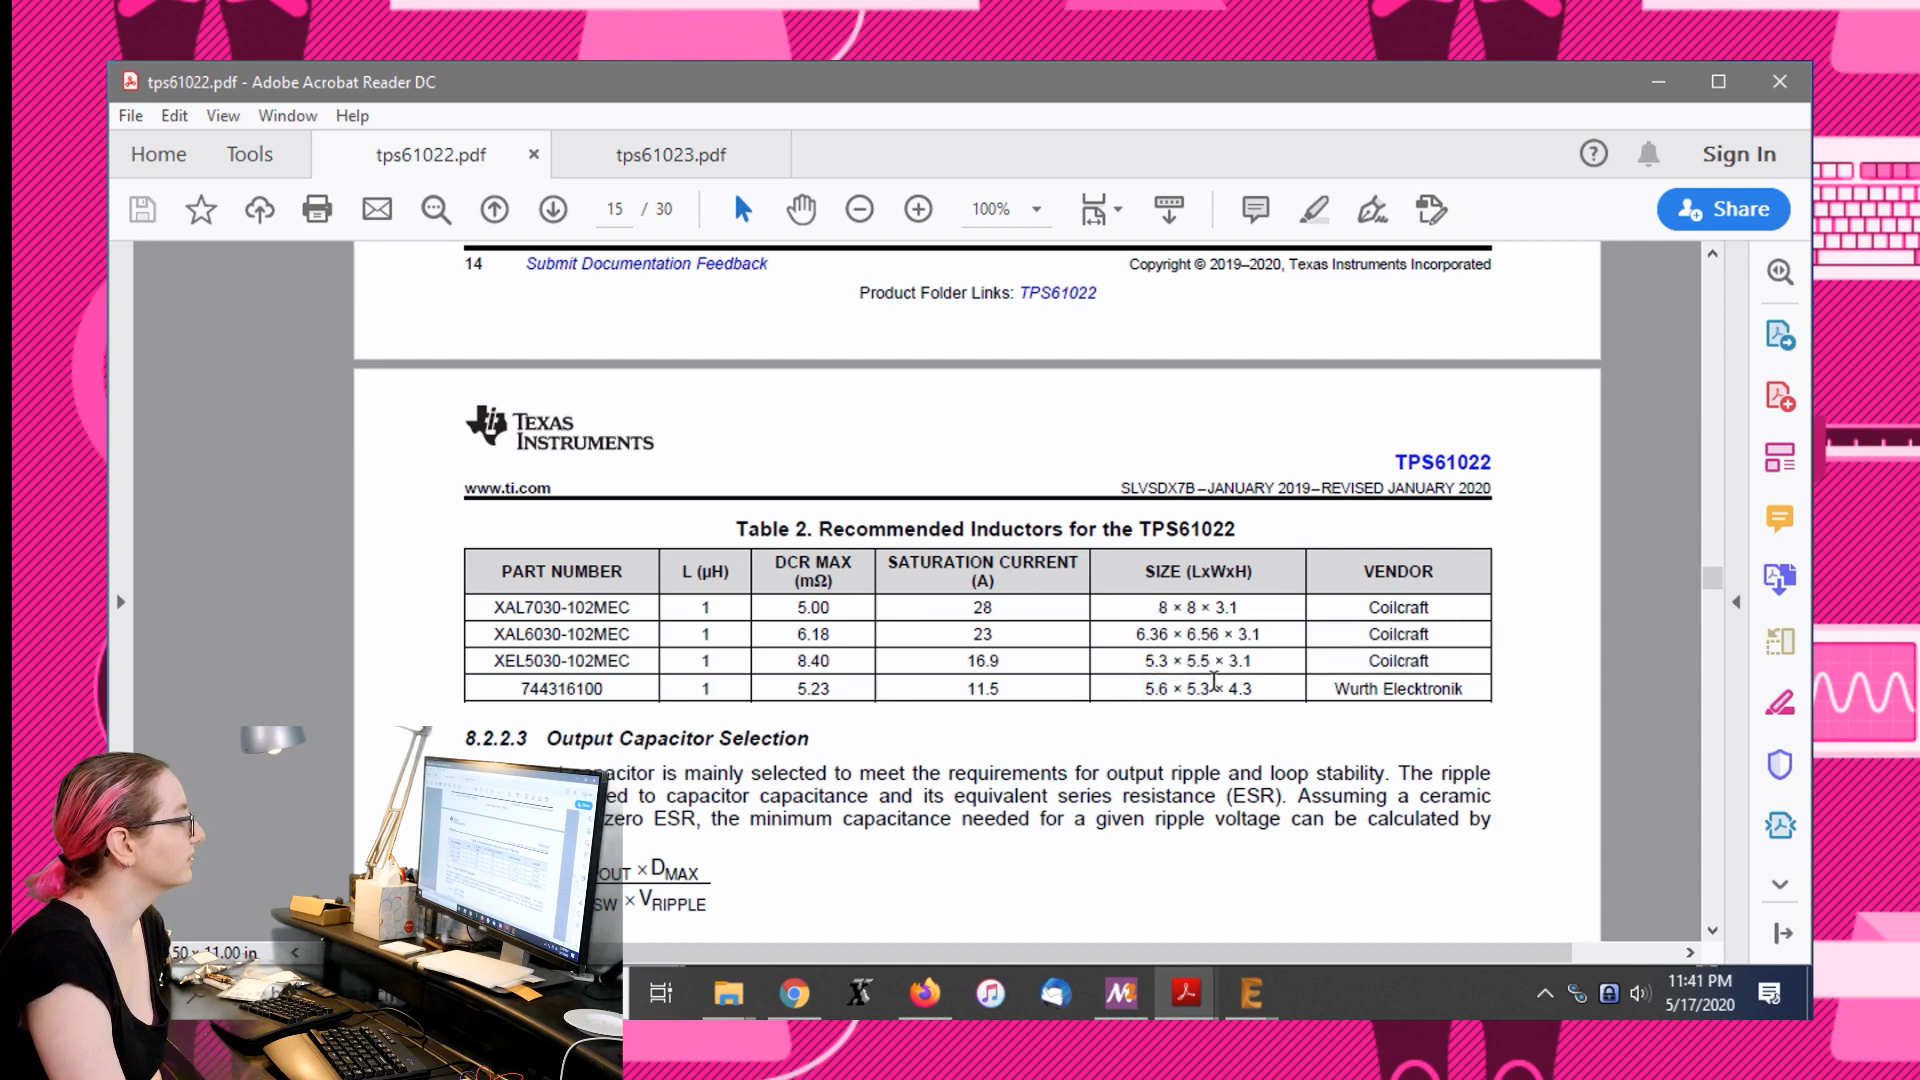 tps61022.pdf - Adobe Acrobat Reader DC
File Edit View Window Help
Home Tools tps61022.pdf tps61023.pdf Sign In
15 / 30 100% Share
14 Submit Documentation Feedback Copyright © 2019–2020, Texas Instruments Incorporated
Product Folder Links: TPS61022
TEXAS
INSTRUMENTS
TPS61022
www.ti.com SLVSDX7B –JANUARY 2019–REVISED JANUARY 2020
Table 2. Recommended Inductors for the TPS61022
PART NUMBER L (µH) DCR MAX (mΩ) SATURATION CURRENT (A) SIZE (LxWxH) VENDOR
XAL7030-102MEC 1 5.00 28 8 × 8 × 3.1 Coilcraft
XAL6030-102MEC 1 6.18 23 6.36 × 6.56 × 3.1 Coilcraft
XEL5030-102MEC 1 8.40 16.9 5.3 × 5.5 × 3.1 Coilcraft
744316100 1 5.23 11.5 5.6 × 5.3 × 4.3 Wurth Elecktronik
8.2.2.3 Output Capacitor Selection
is mainly selected to meet the requirements for output ripple and loop stability. The ripple
to capacitor capacitance and its equivalent series resistance (ESR). Assuming a ceramic
zero ESR, the minimum capacitance needed for a given ripple voltage can be calculated by
OUT × DMAX
SW × VRIPPLE
11.00 in
11:41 PM
5/17/2020